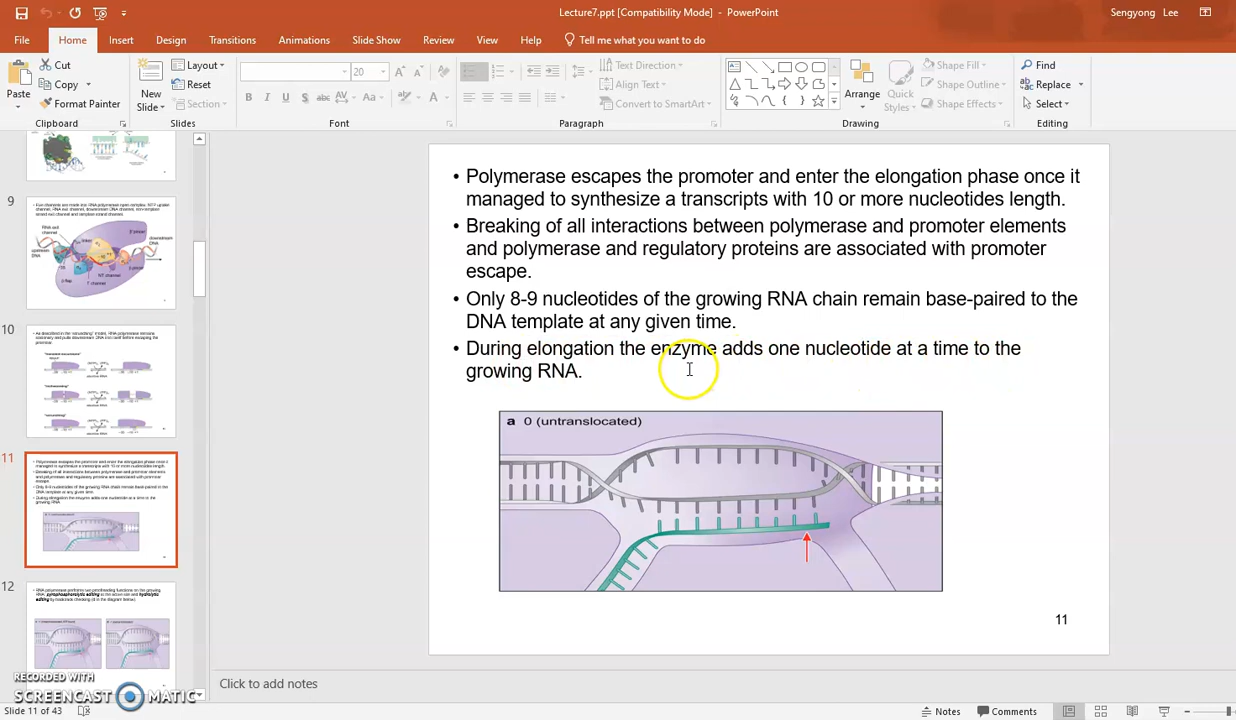 Lecture7.ppt [Compatibility Mode] - PowerPoint
Sengyong Lee
File Home Insert Design Transitions Animations Slide Show Review View Help Tell me what you want to do
Paste
Cut
Copy
Format Painter
Clipboard
New
Slide
Layout
Reset
Section
Slides
20
B I U S abc AV Aa A
Font
Text Direction
Align Text
Convert to SmartArt
Paragraph
Arrange
Quick
Styles
Shape Fill
Shape Outline
Shape Effects
Drawing
Find
Replace
Select
Editing
9
10
11
12
• Polymerase escapes the promoter and enter the elongation phase once it
managed to synthesize a transcripts with 10 or more nucleotides length.
• Breaking of all interactions between polymerase and promoter elements
and polymerase and regulatory proteins are associated with promoter
escape.
• Only 8-9 nucleotides of the growing RNA chain remain base-paired to the
DNA template at any given time.
• During elongation the enzyme adds one nucleotide at a time to the
growing RNA.
a 0 (untranslocated)
11
RECORDED WITH
SCREENCAST MATIC
Click to add notes
Slide 11 of 43
Notes
Comments